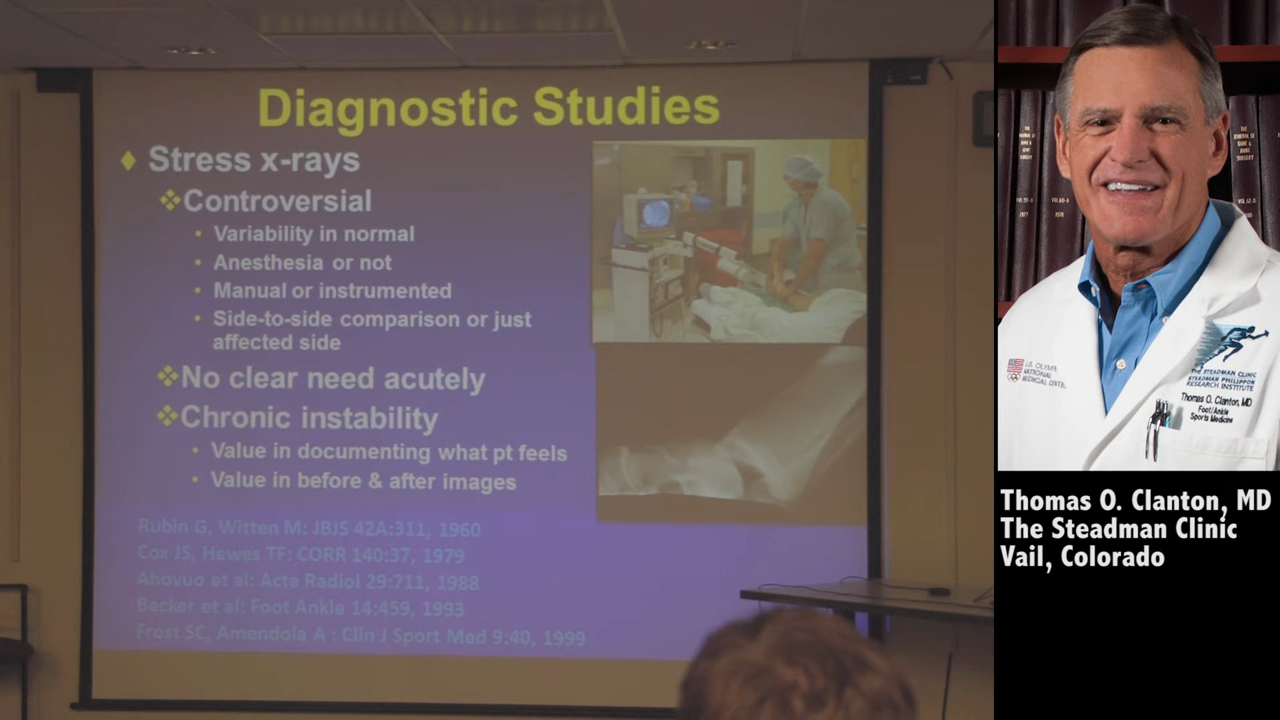 Diagnostic Studies
Stress x-rays
Controversial
Variability in normal
Anesthesia or not
Manual or instrumented
Side-to-side comparison or just
affected side
No clear need acutely
Chronic instability
Value in documenting what pt feels
Value in before & after images
Rubin G, Witten M: JBJS 42A:311, 1960
Cox JS, Hewes TF: CORR 140:37, 1979
Ahovuo et al: Acta Radiol 29:711, 1988
Becker et al: Foot Ankle 14:459, 1993
Frost SC, Amendola A : Clin J Sport Med 9:40, 1999
THE STEADMAN CLINIC
STEADMAN PHILIPPON
RESEARCH INSTITUTE
Thomas O. Clanton, MD
Foot/Ankle
Sports Medicine
Thomas O. Clanton, MD
The Steadman Clinic
Vail, Colorado